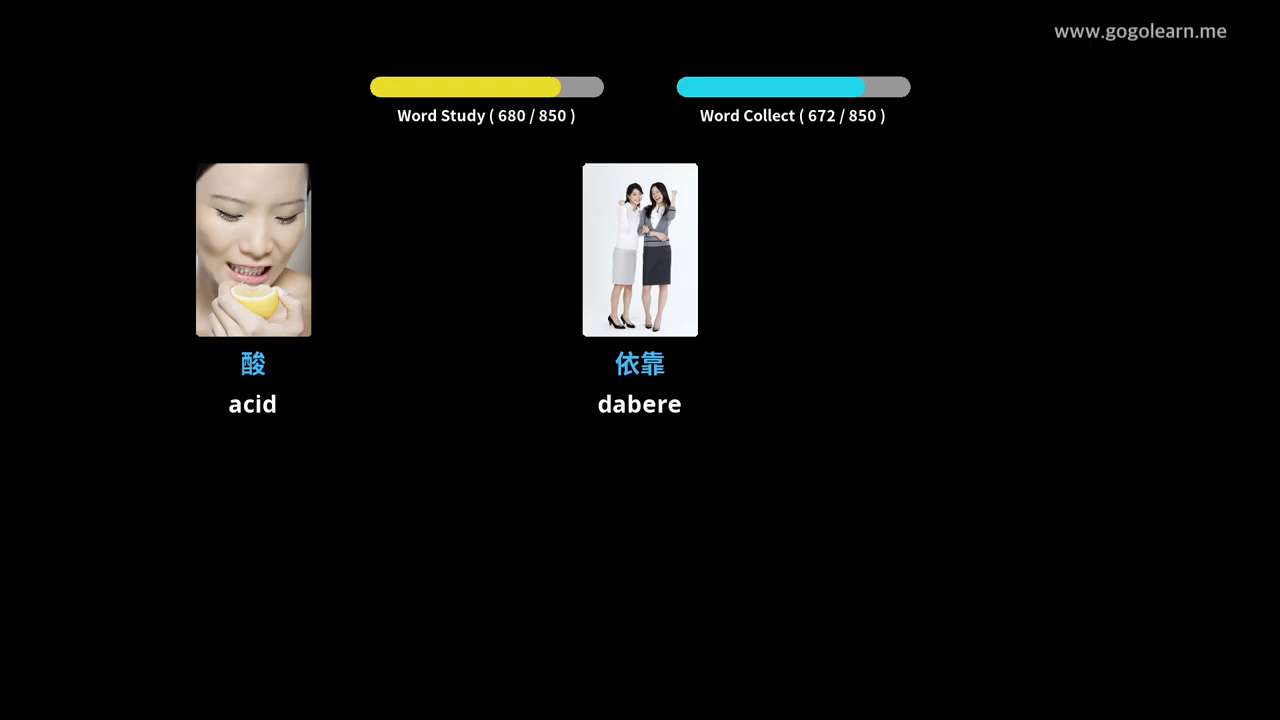 www.gogolearn.me
Word Study ( 680 / 850 )
Word Collect ( 672 / 850 )
酸
acid
依靠
dabere